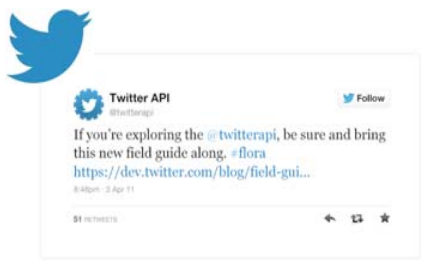 Twitter API
Follow
@twitterapi
If you're exploring the @twitterapi, be sure and bring
this new field guide along. #flora
https://dev.twitter.com/blog/field-gui...
8:48pm · 3 Apr 11
51 RETWEETS